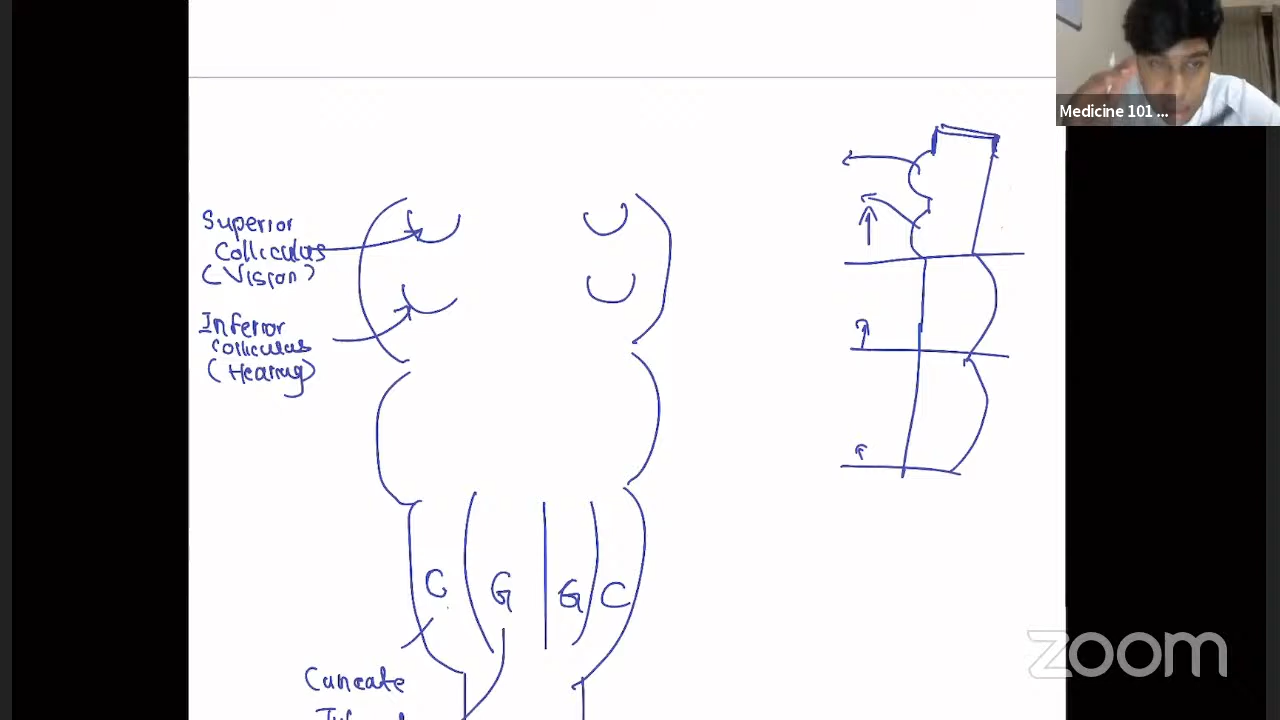 Medicine 101 ...
Superior
Colliculus
(Vision)
Inferior
Colliculus
(Hearing)
C
G
G
C
Cuneate
zoom